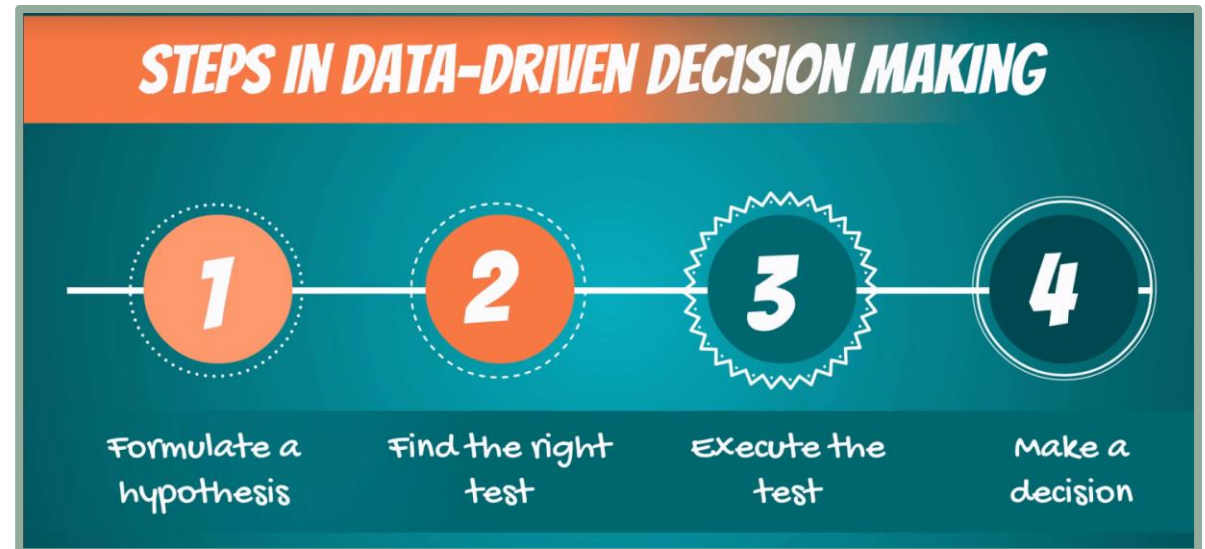 STEPS IN DATA-DRIVEN DECISION MAKING
1
2
3
4
Formulate a
hypothesis
Find the right
test
Execute the
test
Make a
decision